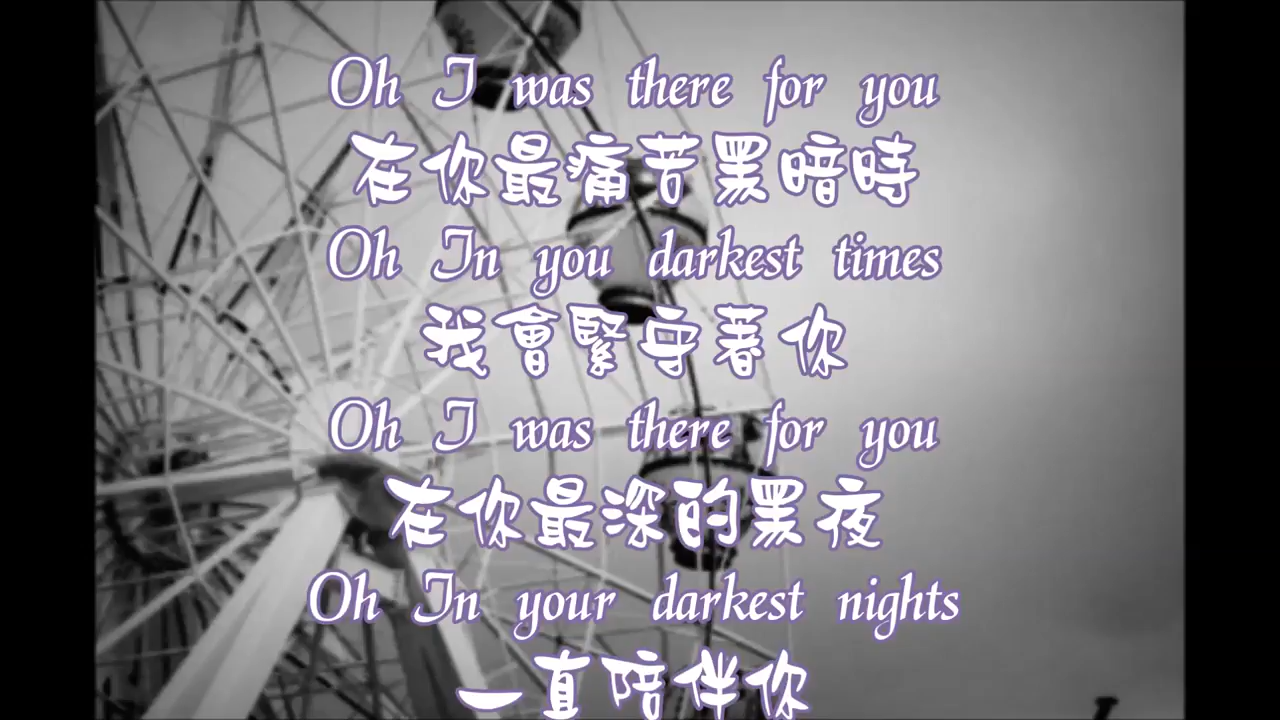 Oh I was there for you
在你最痛苦黑暗時
Oh In you darkest times
我會緊守著你
Oh I was there for you
在你最深的黑夜
Oh In your darkest nights
一直陪伴你